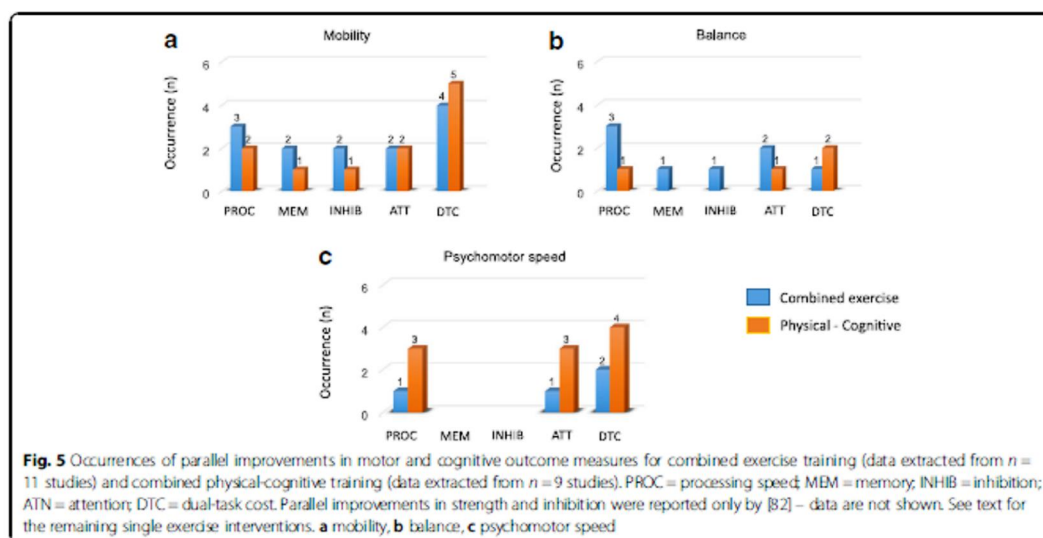 a Mobility
6
4
2
0
Occurrence (n)
3 2 2 1 2 1 2 2 4 5
PROC MEM INHIB ATT DTC
b Balance
6
4
2
0
Occurrence (n)
3 1 1 1 2 1 1 2
PROC MEM INHIB ATT DTC
c Psychomotor speed
6
4
2
0
Occurrence (n)
1 3 1 3 2 4
PROC MEM INHIB ATT DTC
Combined exercise
Physical - Cognitive
Fig. 5 Occurrences of parallel improvements in motor and cognitive outcome measures for combined exercise training (data extracted from n =
11 studies) and combined physical-cognitive training (data extracted from n = 9 studies). PROC = processing speed; MEM = memory; INHIB = inhibition;
ATN = attention; DTC = dual-task cost. Parallel improvements in strength and inhibition were reported only by [82] – data are not shown. See text for
the remaining single exercise interventions. a mobility, b balance, c psychomotor speed